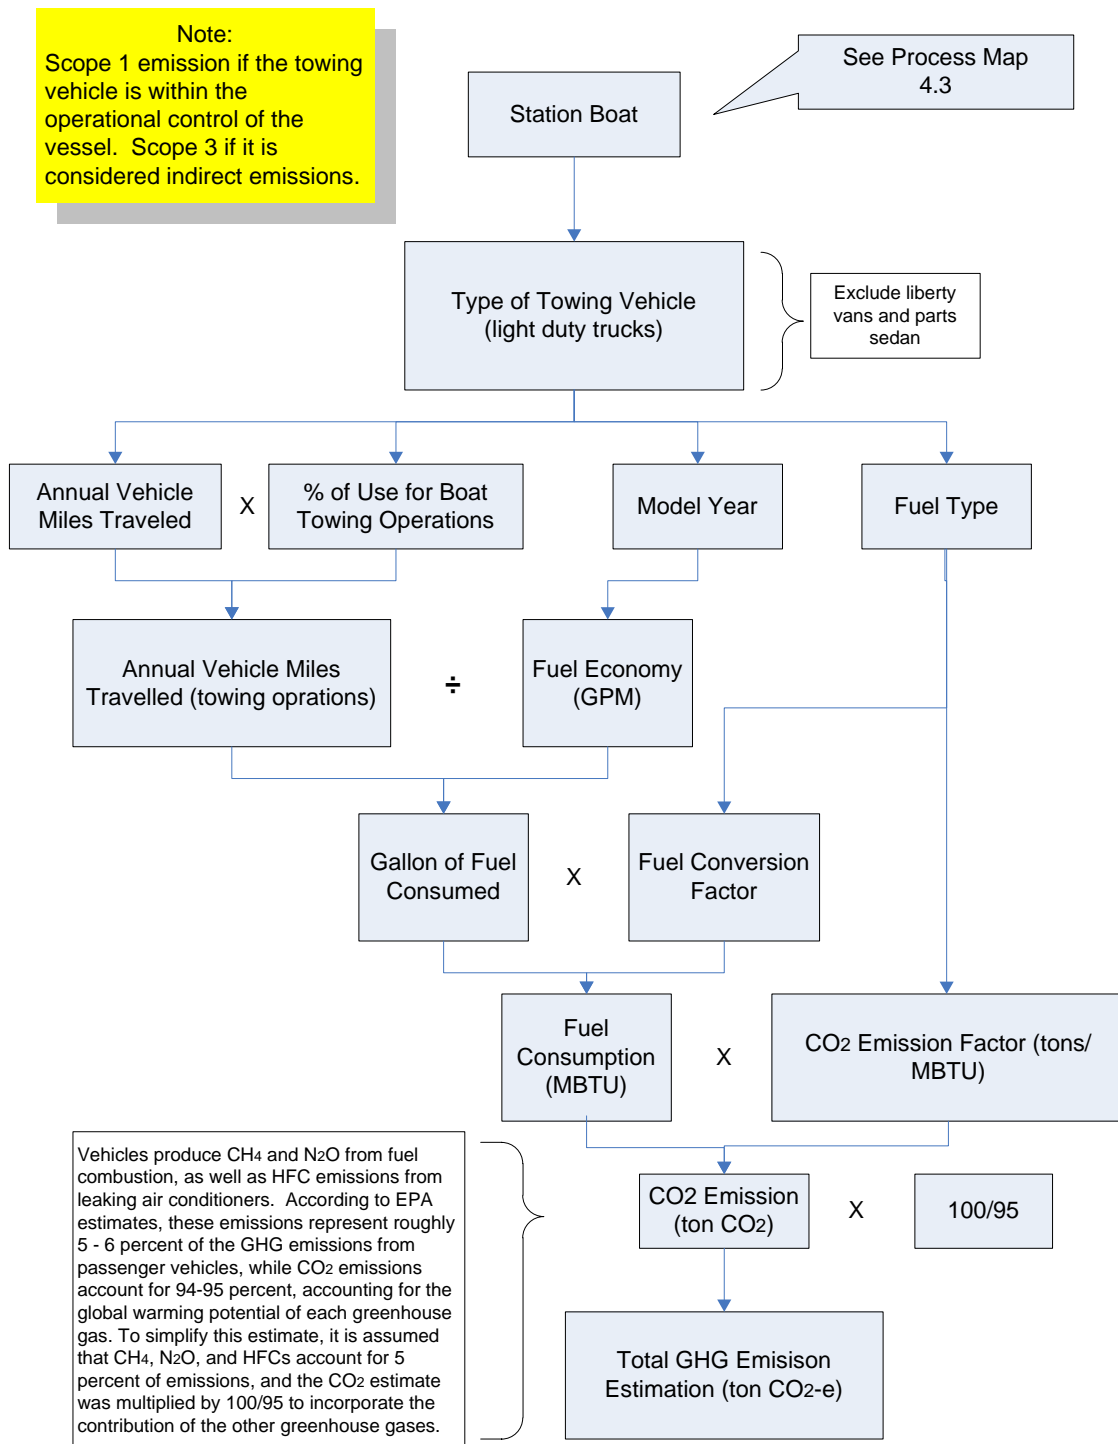 Note:
Scope 1 emission if the towing
vehicle is within the
operational control of the
vessel.  Scope 3 if it is
considered indirect emissions.
See Process Map
4.3
Station Boat
Type of Towing Vehicle
(light duty trucks)
Exclude liberty
vans and parts
sedan
Annual Vehicle
Miles Traveled
X
% of Use for Boat
Towing Operations
Model Year
Fuel Type
Annual Vehicle Miles
Travelled (towing oprations)
÷
Fuel Economy
(GPM)
Gallon of Fuel
Consumed
X
Fuel Conversion
Factor
Fuel
Consumption
(MBTU)
X
CO2 Emission Factor (tons/
MBTU)
Vehicles produce CH4 and N2O from fuel
combustion, as well as HFC emissions from
leaking air conditioners.  According to EPA
estimates, these emissions represent roughly
5 - 6 percent of the GHG emissions from
passenger vehicles, while CO2 emissions
account for 94-95 percent, accounting for the
global warming potential of each greenhouse
gas. To simplify this estimate, it is assumed
that CH4, N2O, and HFCs account for 5
percent of emissions, and the CO2 estimate
was multiplied by 100/95 to incorporate the
contribution of the other greenhouse gases.
CO2 Emission
(ton CO2)
X
100/95
Total GHG Emisison
Estimation (ton CO2-e)